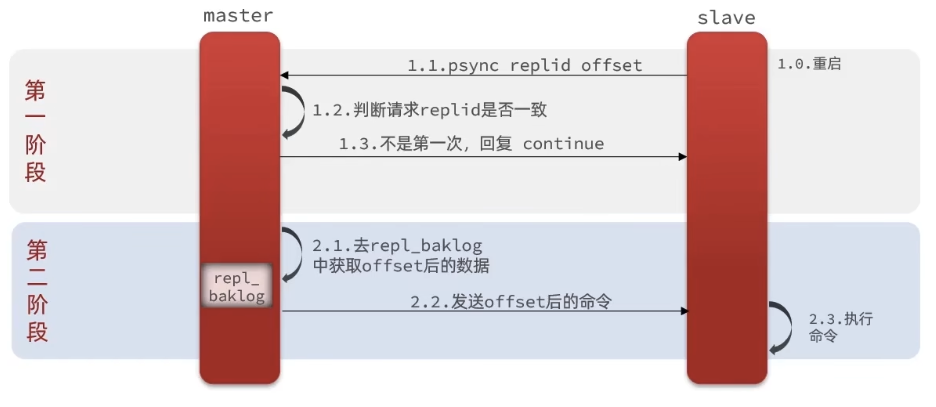 master
slave
第一阶段
1.0.重启
1.1.psync replid offset
1.2.判断请求replid是否一致
1.3.不是第一次，回复 continue
第二阶段
2.1.去repl_baklog
中获取offset后的数据
repl_
baklog
2.2.发送offset后的命令
2.3.执行
命令